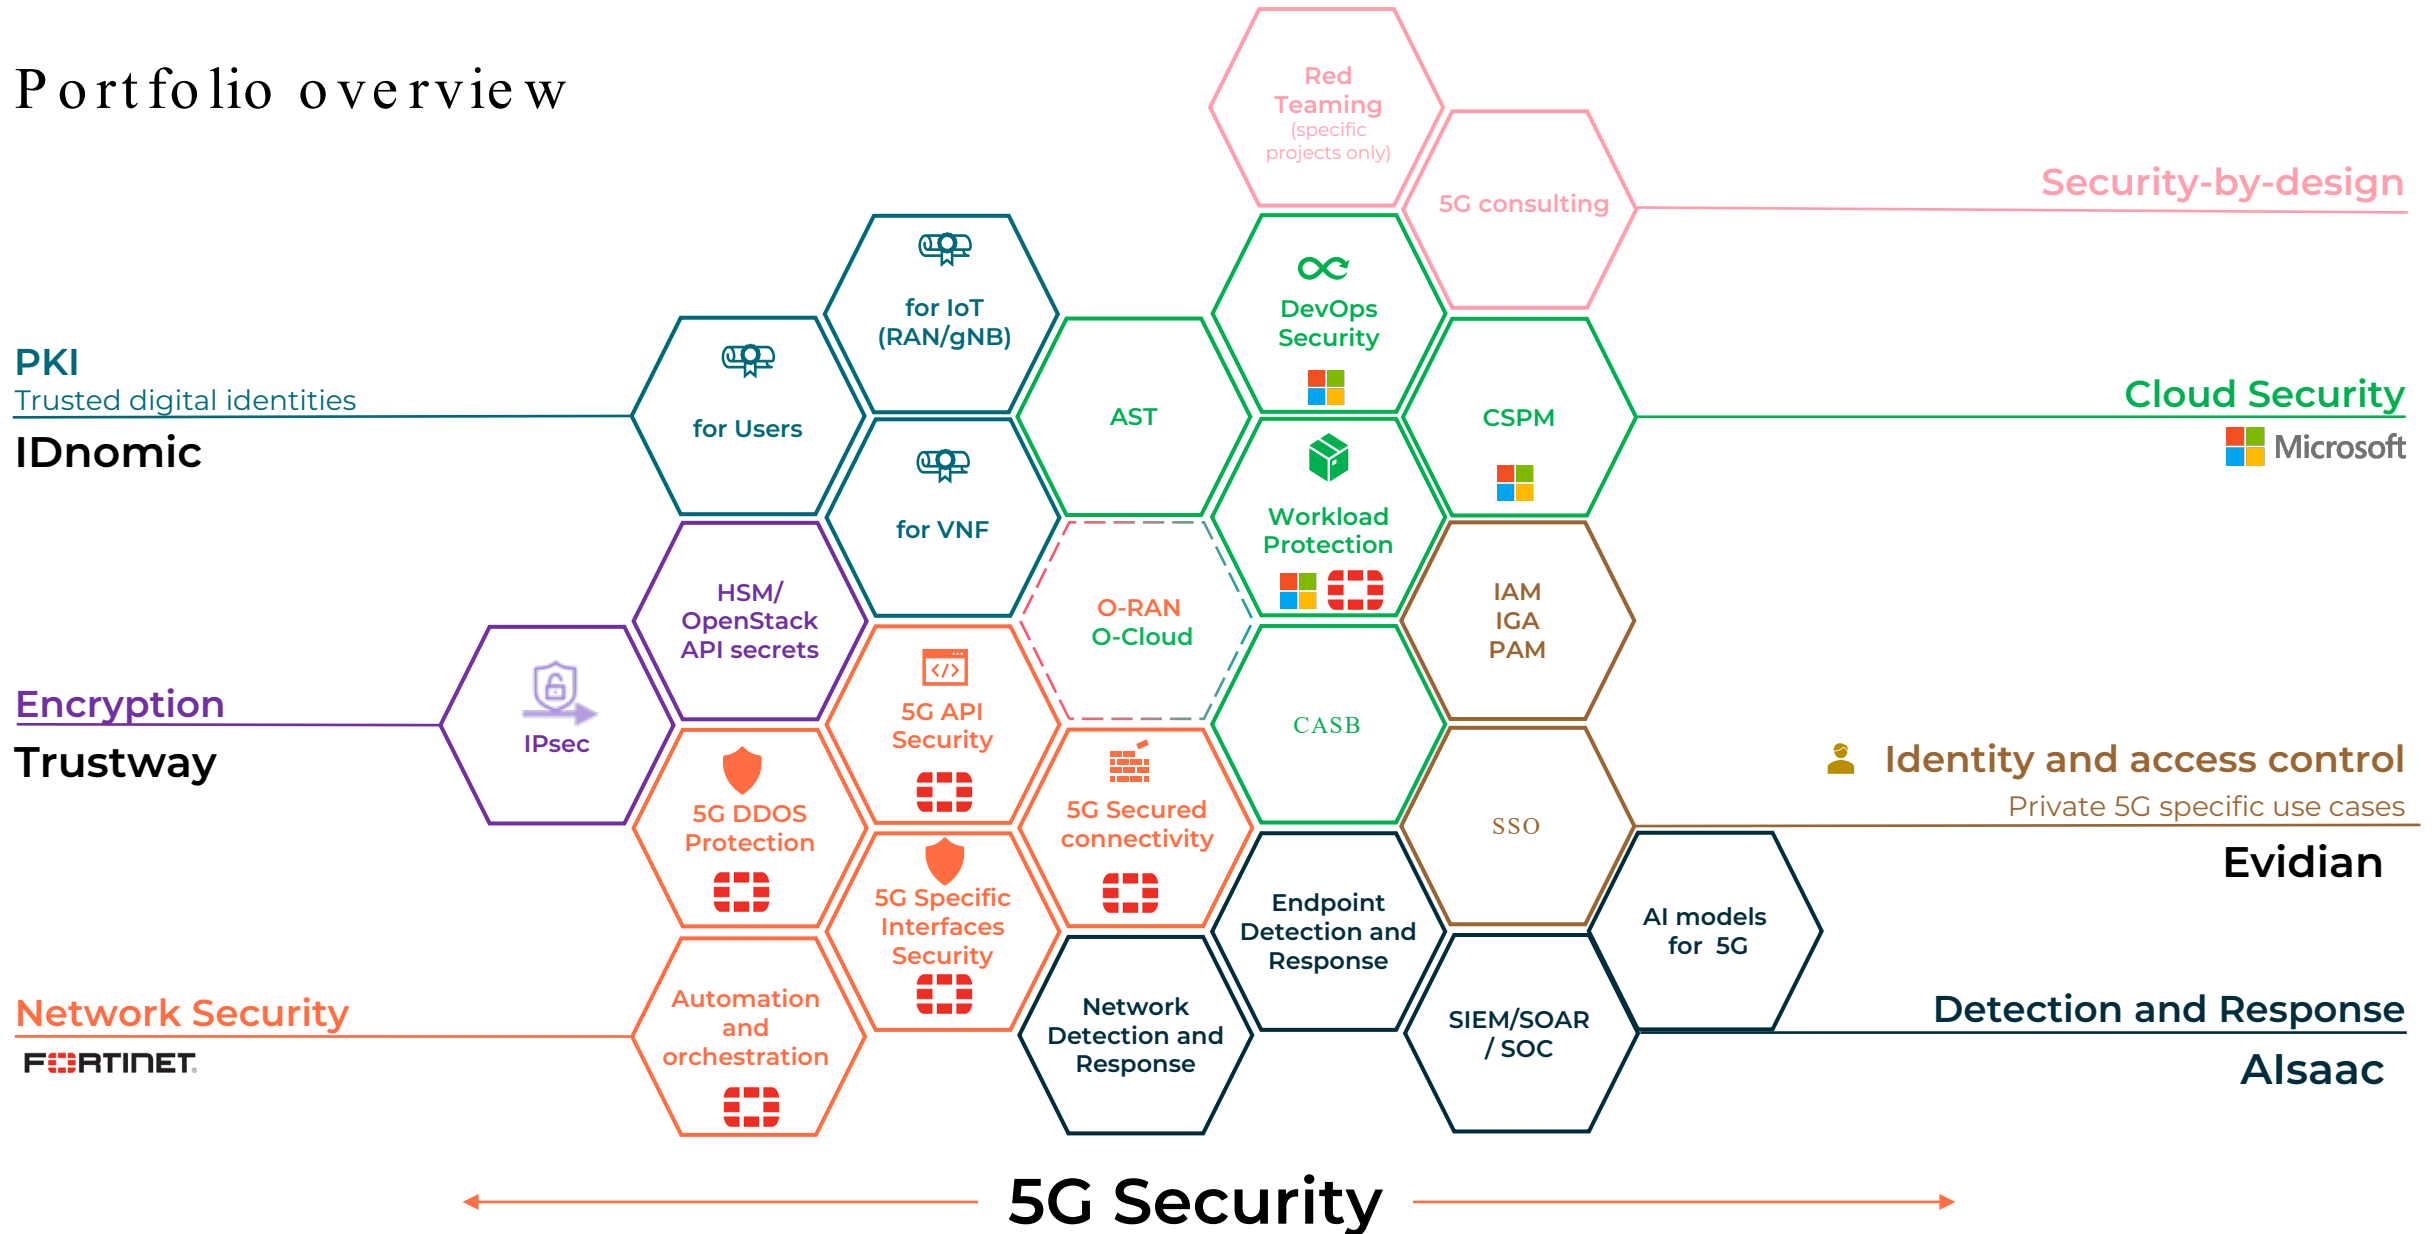 Portfolio overview
Red
Teaming
(specific
projects only)
5G consulting
Security-by-design
for IoT
(RAN/gNB)
DevOps
Security
PKI
Trusted digital identities
IDnomic
for Users
AST
CSPM
Cloud Security
Microsoft
for VNF
Workload
Protection
HSM/
OpenStack
API secrets
O-RAN
O-Cloud
IAM
IGA
PAM
Encryption
Trustway
IPsec
5G API
Security
CASB
Identity and access control
Private 5G specific use cases
Evidian
5G DDOS
Protection
5G Secured
connectivity
SSO
5G Specific
Interfaces
Security
Endpoint
Detection and
Response
AI models
for 5G
Network Security
FORTINET
Automation
and
orchestration
Network
Detection and
Response
SIEM/SOAR
/ SOC
Detection and Response
AIsaac
5G Security